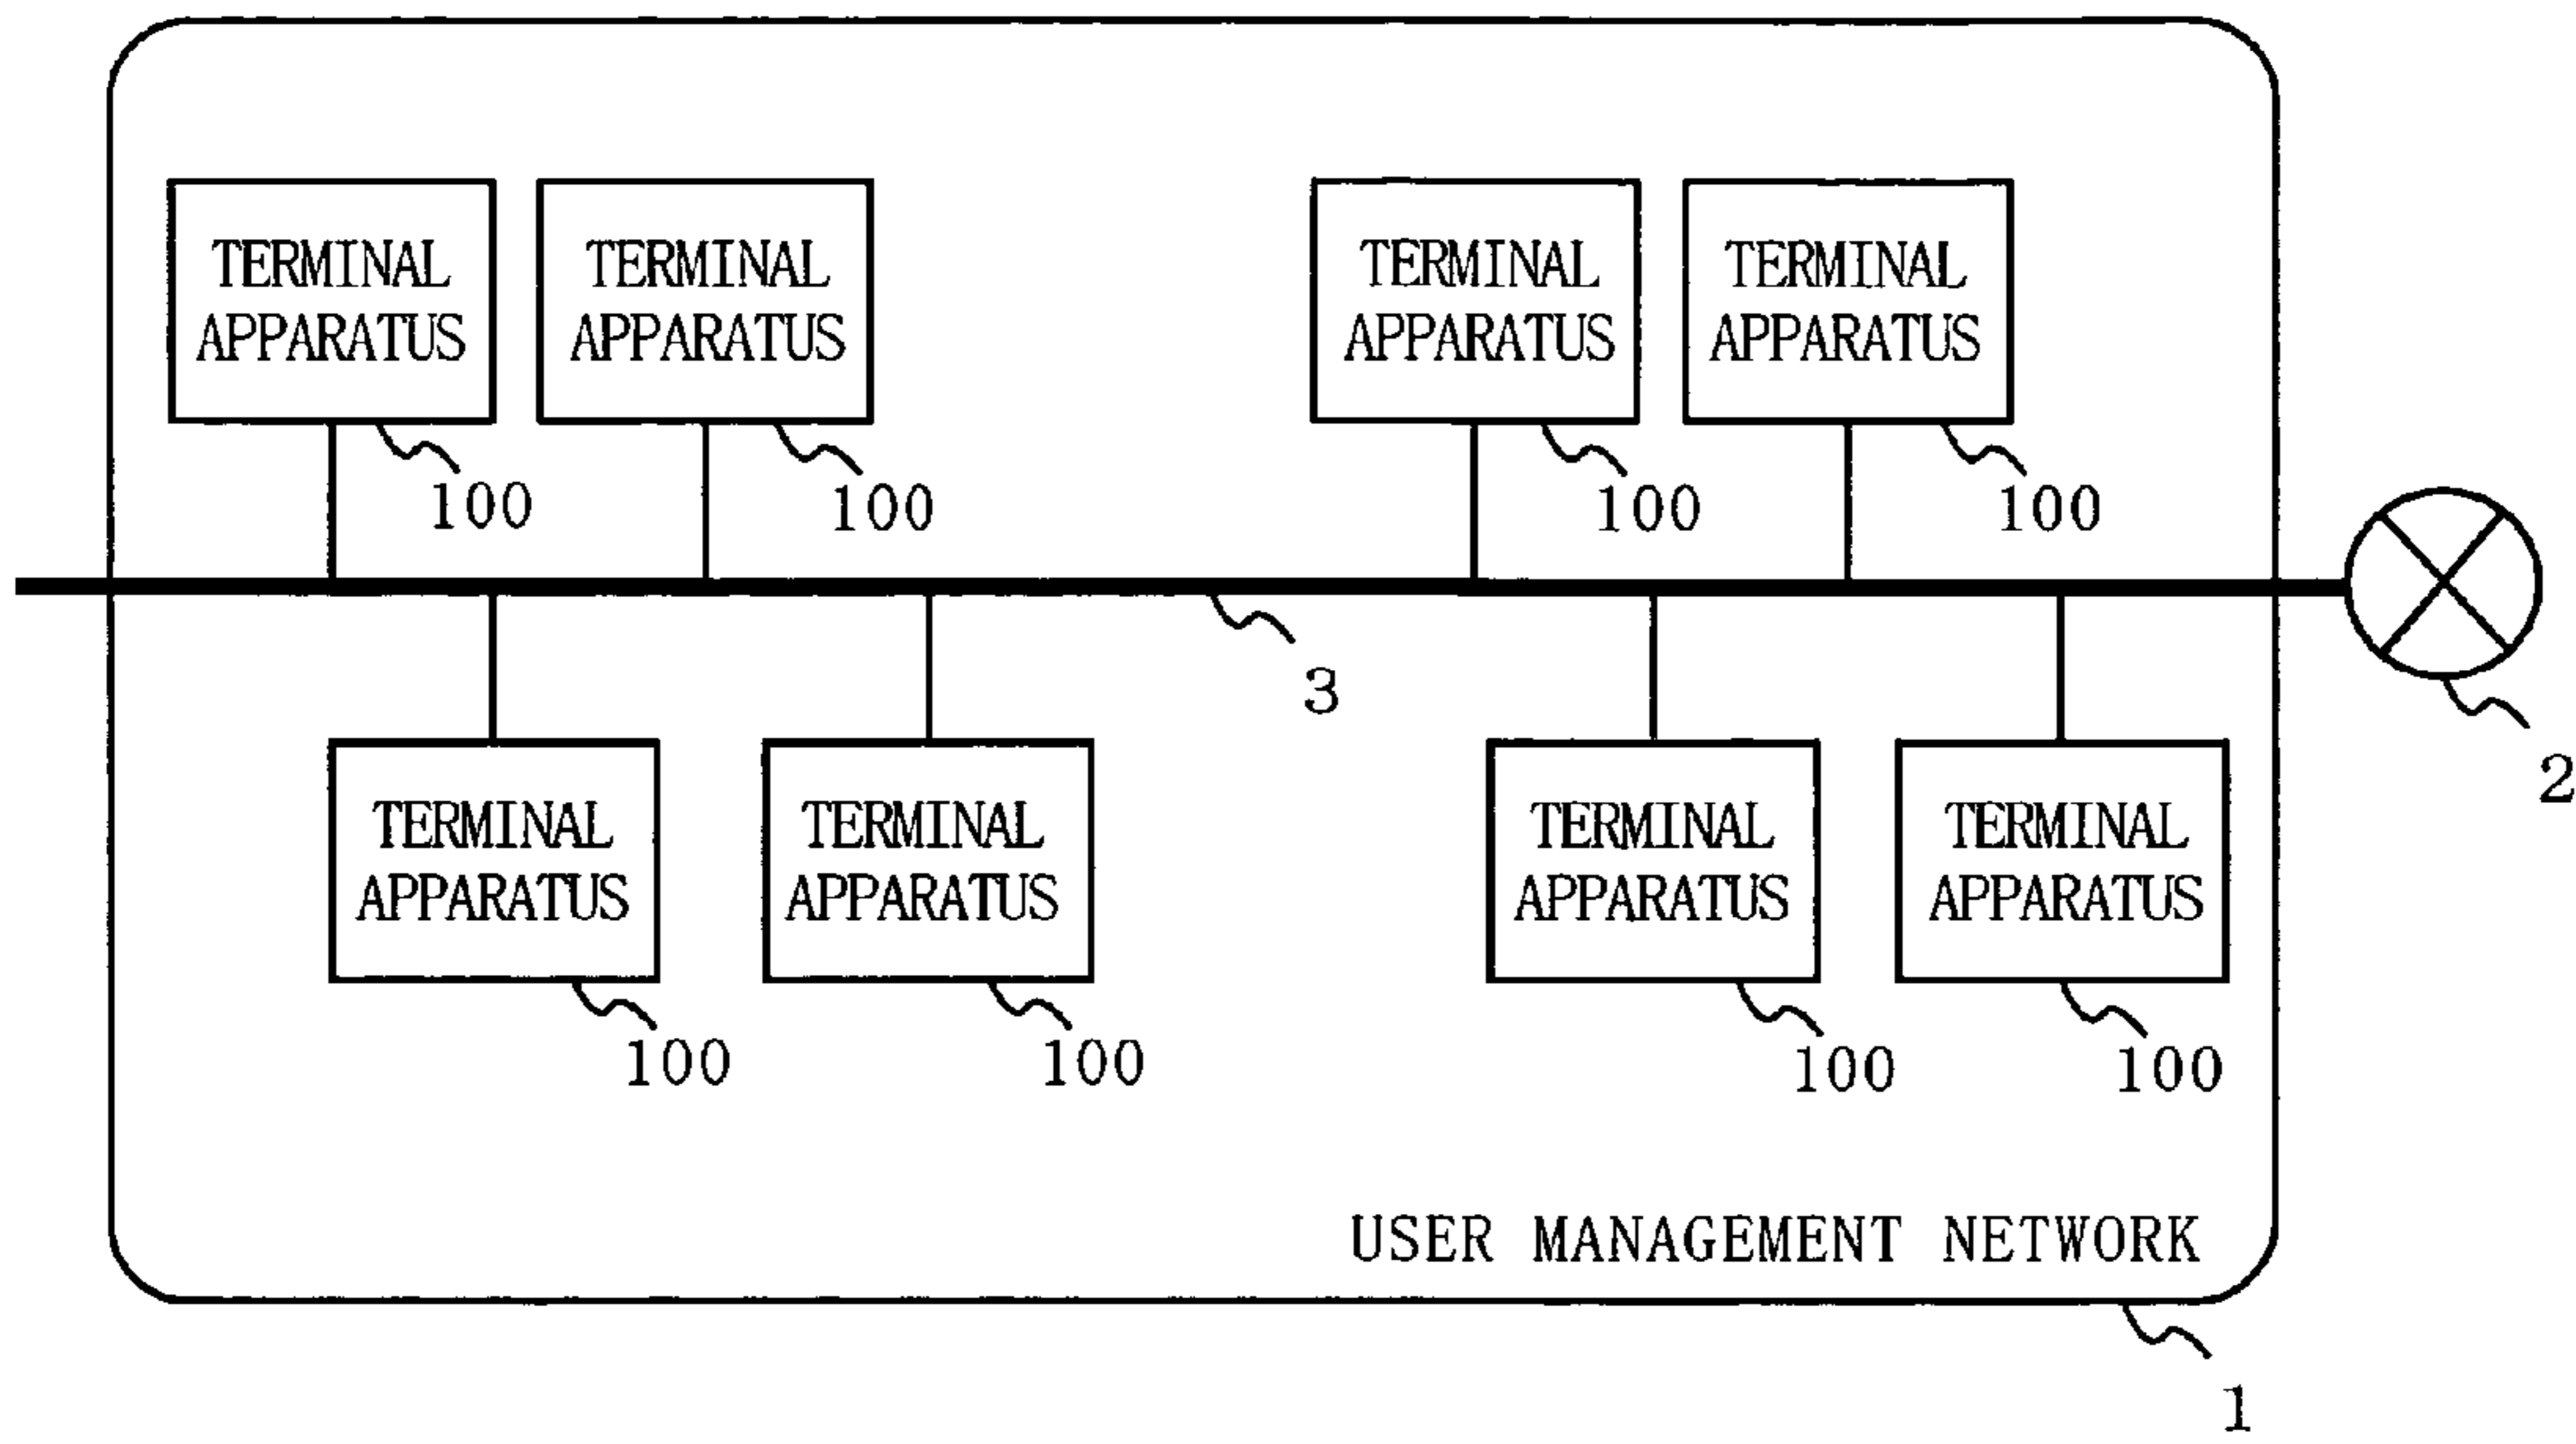 TERMINAL APPARATUS
TERMINAL APPARATUS
TERMINAL APPARATUS
TERMINAL APPARATUS
100
100
100
100
3
2
TERMINAL APPARATUS
TERMINAL APPARATUS
TERMINAL APPARATUS
TERMINAL APPARATUS
100
100
100
100
USER MANAGEMENT NETWORK
1